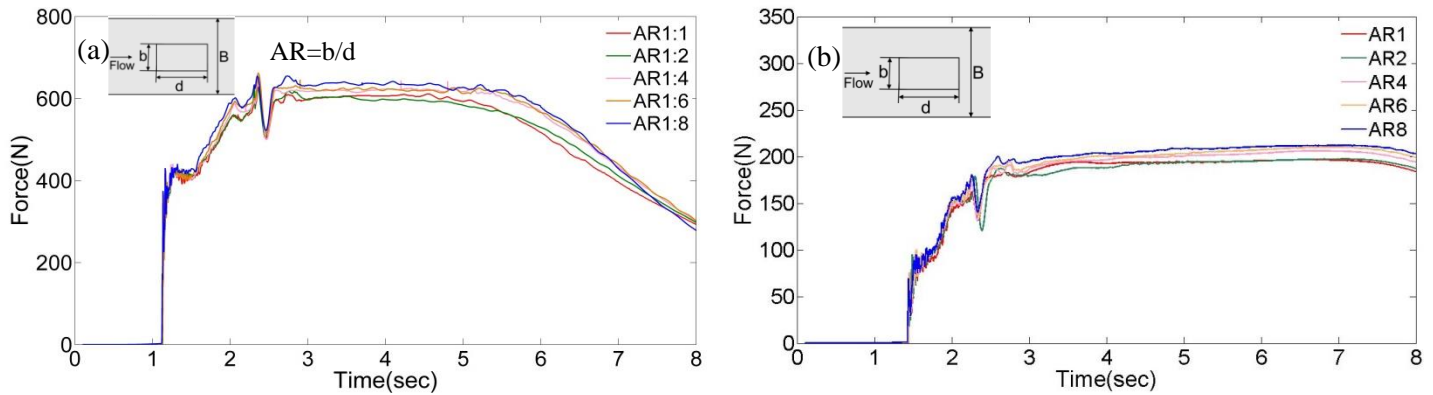 (a)
AR=b/d
Flow
b
d
B
AR1:1
AR1:2
AR1:4
AR1:6
AR1:8
Force(N)
800
600
400
200
0
0 1 2 3 4 5 6 7 8
Time(sec)
(b)
Flow
b
d
B
AR1
AR2
AR4
AR6
AR8
Force(N)
350
300
250
200
150
100
50
0
0 1 2 3 4 5 6 7 8
Time(sec)